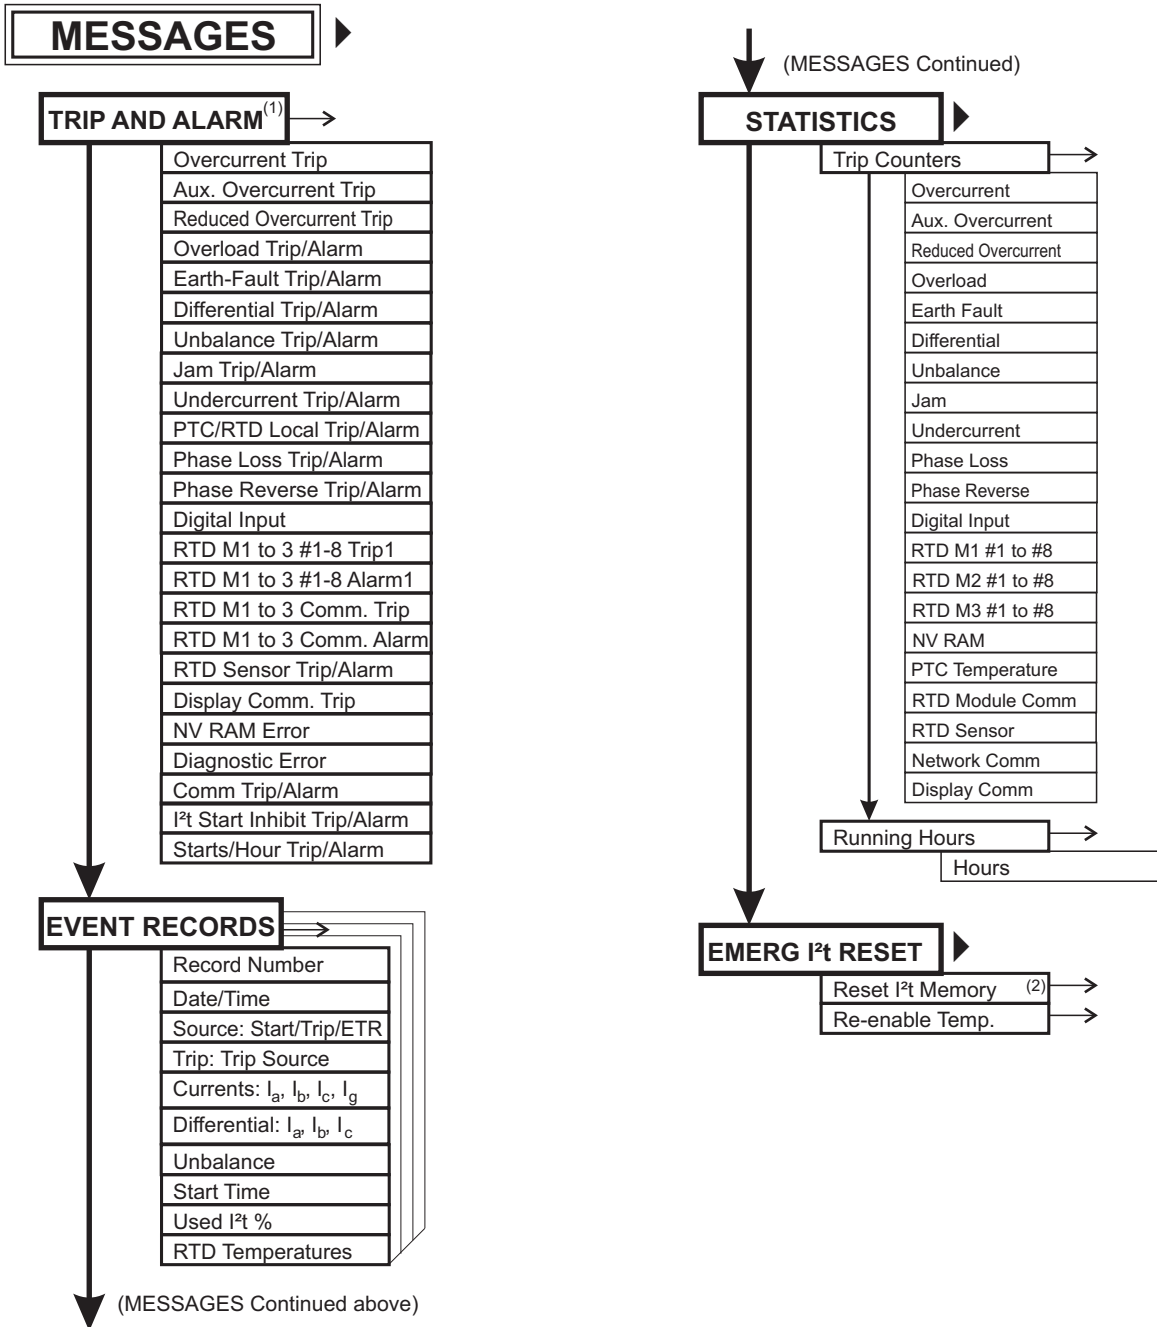 MESSAGES
TRIP AND ALARM(1)
Overcurrent Trip
Aux. Overcurrent Trip
Reduced Overcurrent Trip
Overload Trip/Alarm
Earth-Fault Trip/Alarm
Differential Trip/Alarm
Unbalance Trip/Alarm
Jam Trip/Alarm
Undercurrent Trip/Alarm
PTC/RTD Local Trip/Alarm
Phase Loss Trip/Alarm
Phase Reverse Trip/Alarm
Digital Input
RTD M1 to 3 #1-8 Trip1
RTD M1 to 3 #1-8 Alarm1
RTD M1 to 3 Comm. Trip
RTD M1 to 3 Comm. Alarm
RTD Sensor Trip/Alarm
Display Comm. Trip
NV RAM Error
Diagnostic Error
Comm Trip/Alarm
I²t Start Inhibit Trip/Alarm
Starts/Hour Trip/Alarm
EVENT RECORDS
Record Number
Date/Time
Source: Start/Trip/ETR
Trip: Trip Source
Currents: Ia, Ib, Ic, Ig
Differential: Ia, Ib, Ic
Unbalance
Start Time
Used I²t %
RTD Temperatures
(MESSAGES Continued above)
(MESSAGES Continued)
STATISTICS
Trip Counters
Overcurrent
Aux. Overcurrent
Reduced Overcurrent
Overload
Earth Fault
Differential
Unbalance
Jam
Undercurrent
Phase Loss
Phase Reverse
Digital Input
RTD M1 #1 to #8
RTD M2 #1 to #8
RTD M3 #1 to #8
NV RAM
PTC Temperature
RTD Module Comm
RTD Sensor
Network Comm
Display Comm
Running Hours
Hours
EMERG I²t RESET
Reset I²t Memory (2)
Re-enable Temp.